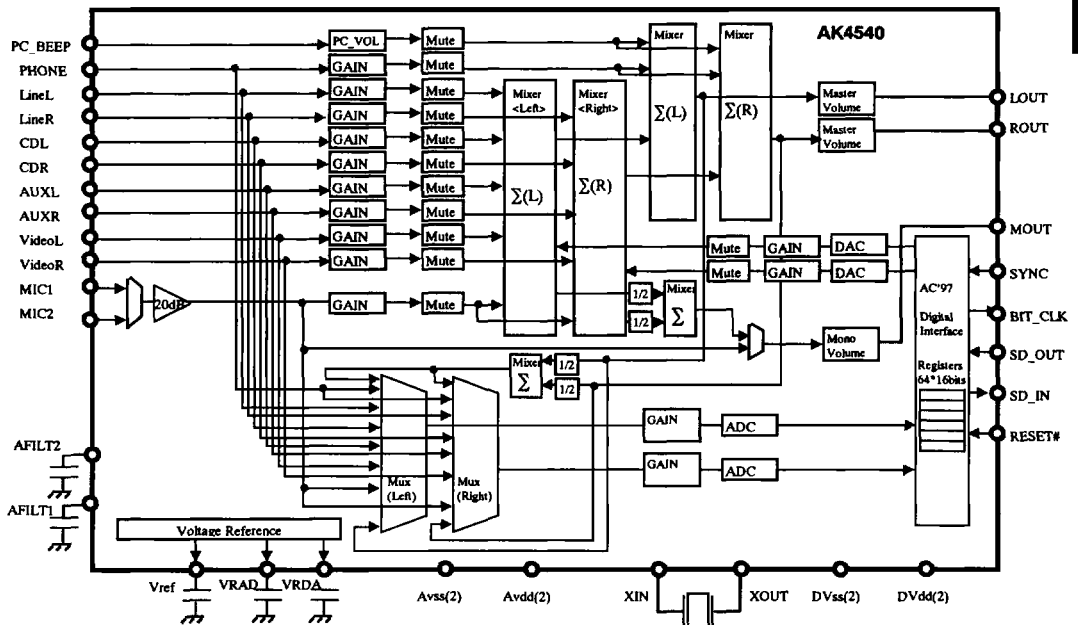 AK4540
PC_BEEP
PHONE
LineL
LineR
CDL
CDR
AUXL
AUXR
VideoL
VideoR
MIC1
MIC2
AFILT2
AFILT1
PC_VOL
GAIN
GAIN
GAIN
GAIN
GAIN
GAIN
GAIN
GAIN
GAIN
GAIN
Mute
Mute
Mute
Mute
Mute
Mute
Mute
Mute
Mute
Mute
Mute
20dB
Mixer
<Left>
Σ(L)
Mixer
<Right>
Σ(R)
Mixer
Σ(L)
Mixer
Σ(R)
Master
Volume
Master
Volume
LOUT
ROUT
MOUT
SYNC
BIT_CLK
SD_OUT
SD_IN
RESET#
Mute
GAIN
DAC
Mute
GAIN
DAC
AC'97
Digital
Interface
Registers
64*16bits
1/2
1/2
Mixer
Σ
Mono
Volume
Mixer
Σ
1/2
1/2
Mux
(Left)
Mux
(Right)
GAIN
ADC
GAIN
ADC
Voltage Reference
Vref
VRAD
VRDA
Avss(2)
Avdd(2)
XIN
XOUT
DVss(2)
DVdd(2)